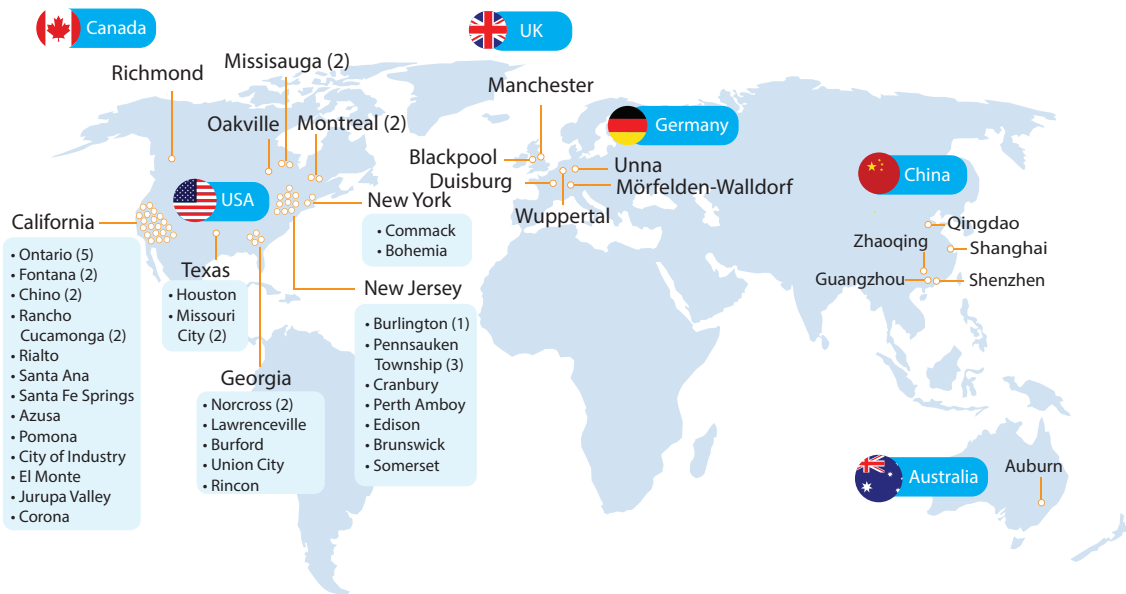 Canada
Richmond
Missisauga (2)
Oakville
Montreal (2)
USA
California
• Ontario (5)
• Fontana (2)
• Chino (2)
• Rancho
Cucamonga (2)
• Rialto
• Santa Ana
• Santa Fe Springs
• Azusa
• Pomona
• City of Industry
• El Monte
• Jurupa Valley
• Corona
Texas
• Houston
• Missouri
City (2)
Georgia
• Norcross (2)
• Lawrenceville
• Burford
• Union City
• Rincon
New York
• Commack
• Bohemia
New Jersey
• Burlington (1)
• Pennsauken
Township (3)
• Cranbury
• Perth Amboy
• Edison
• Brunswick
• Somerset
UK
Manchester
Blackpool
Germany
Duisburg
Unna
Mörfelden-Walldorf
Wuppertal
China
Qingdao
Zhaoqing
Shanghai
Guangzhou
Shenzhen
Australia
Auburn